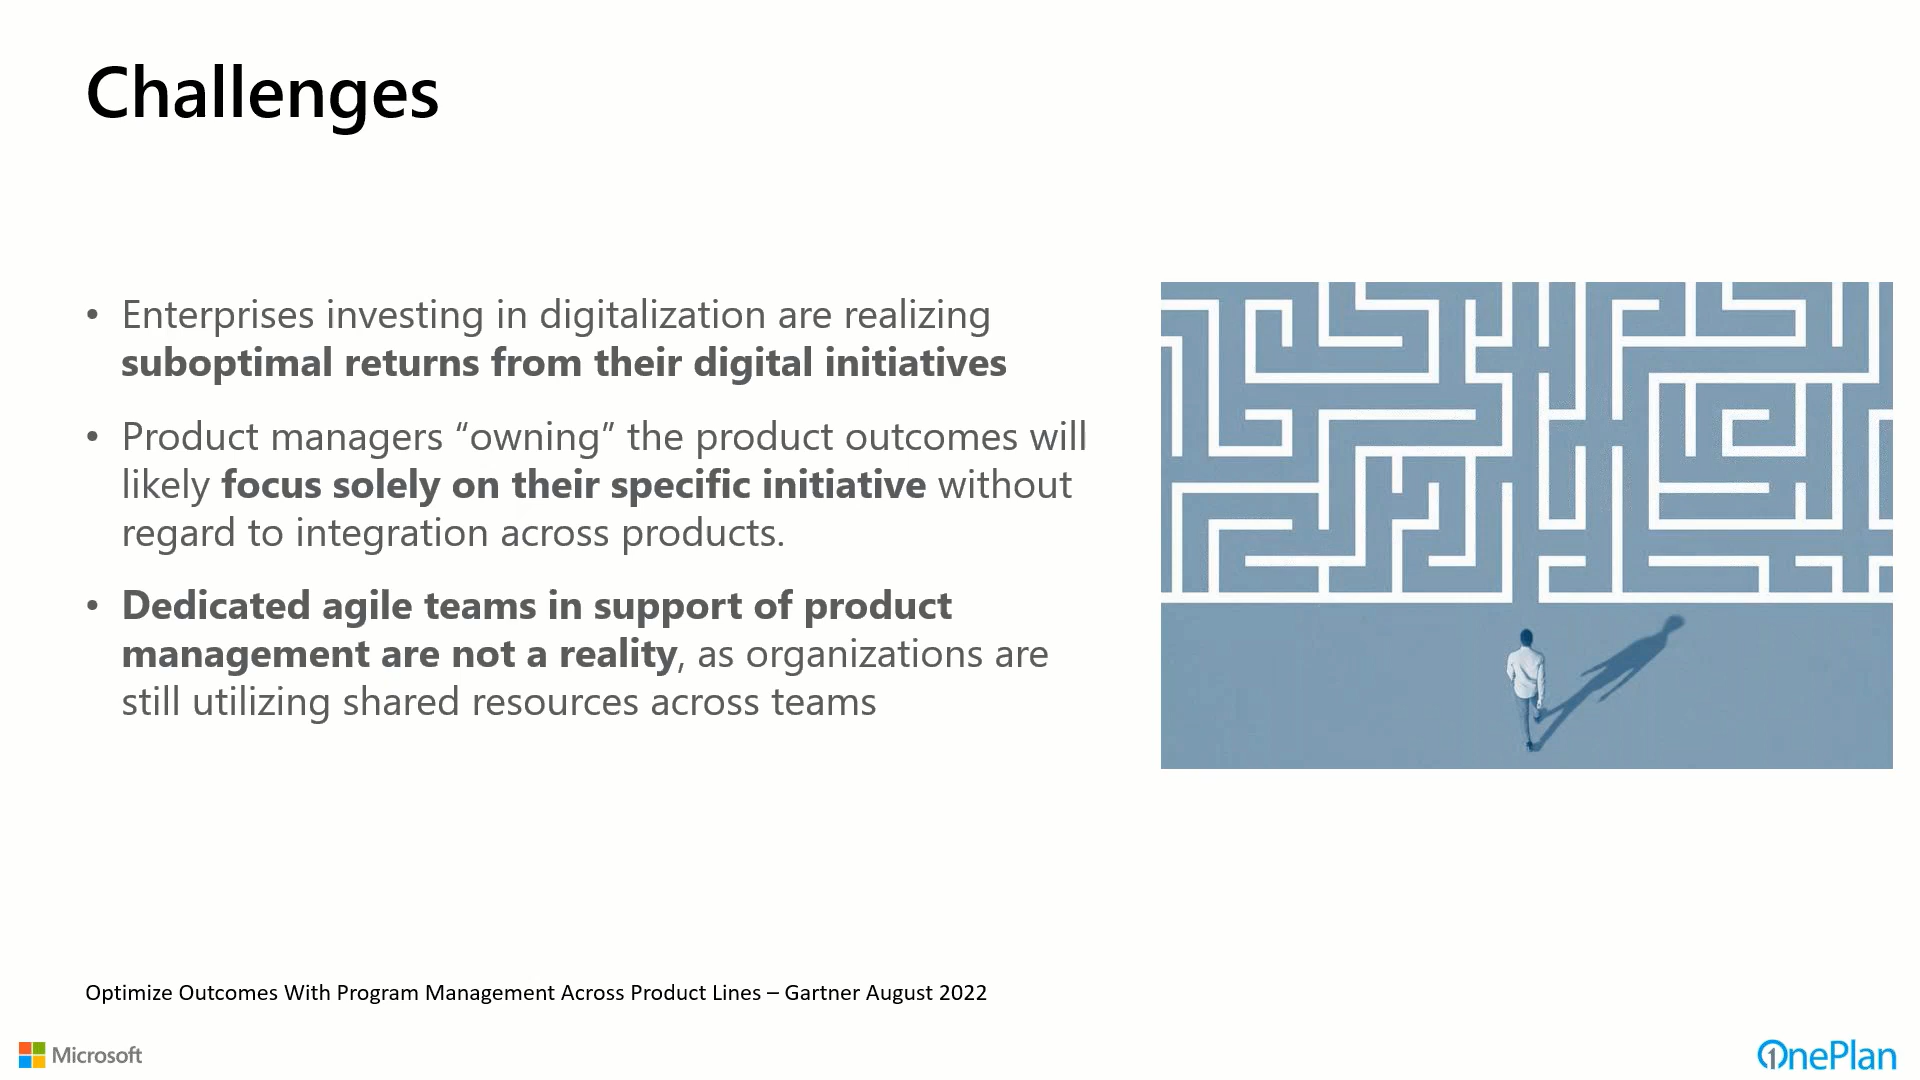 Challenges
• Enterprises investing in digitalization are realizing
suboptimal returns from their digital initiatives
• Product managers “owning” the product outcomes will
likely focus solely on their specific initiative without
regard to integration across products.
• Dedicated agile teams in support of product
management are not a reality, as organizations are
still utilizing shared resources across teams
Optimize Outcomes With Program Management Across Product Lines – Gartner August 2022
Microsoft
OnePlan